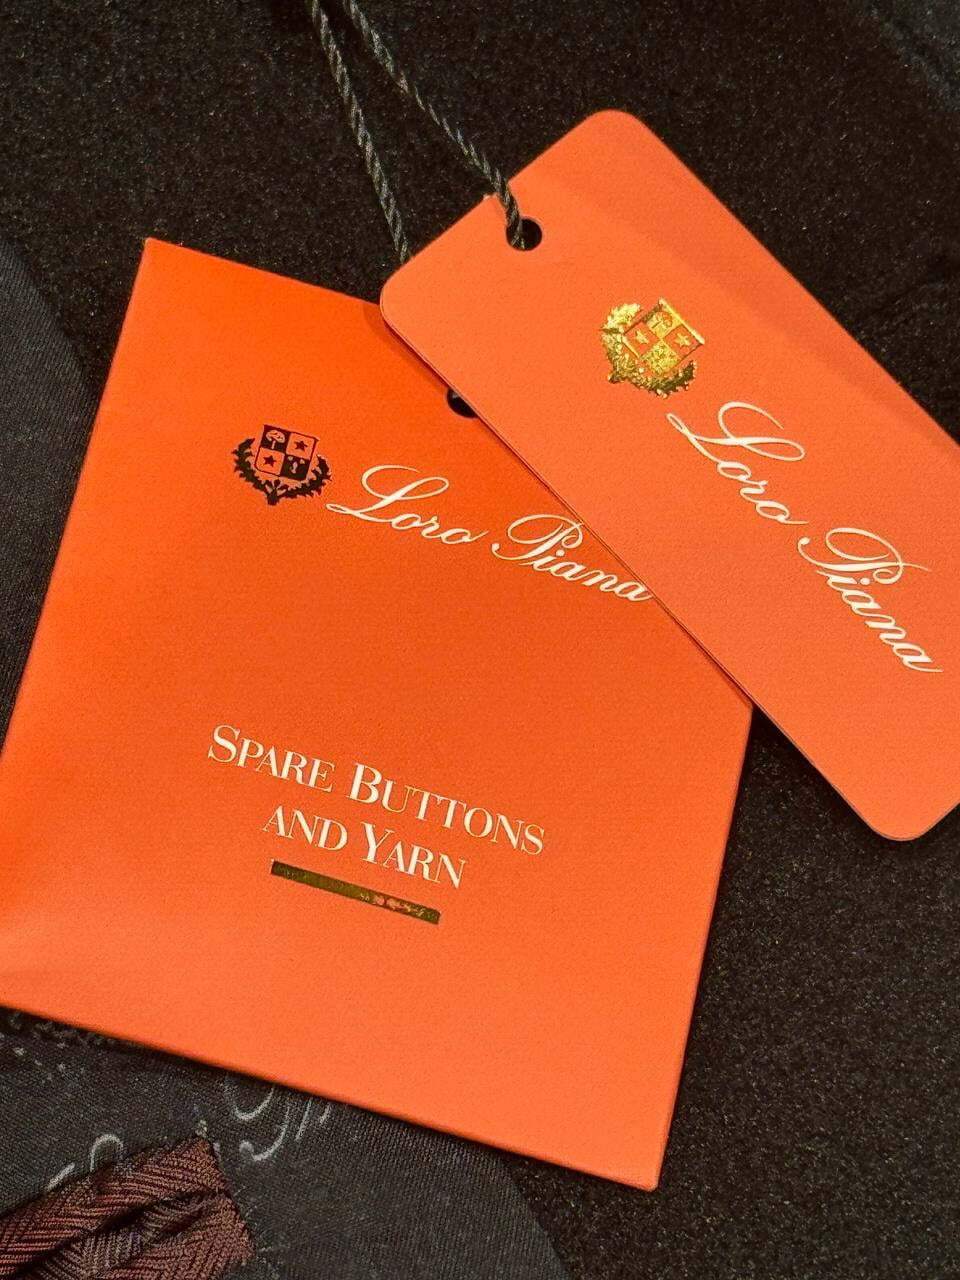 Loro Piana
Loro Piana
SPARE BUTTONS
AND YARN